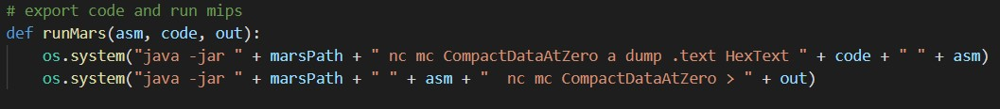 # export code and run mips
def runMars(asm, code, out):
    os.system("java -jar " + marsPath + " nc mc CompactDataAtZero a dump .text HexText " + code + " " + asm)
    os.system("java -jar " + marsPath + " " + asm + "  nc mc CompactDataAtZero > " + out)